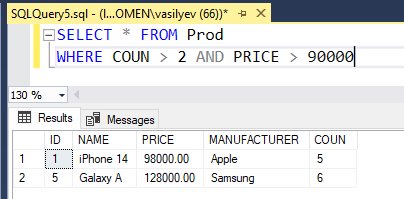 SQLQuery5.sql - (l...OMEN\vasilyev (66))*
SELECT * FROM Prod
WHERE COUN > 2 AND PRICE > 90000
130 %
Results Messages
ID NAME PRICE MANUFACTURER COUN
1 1 iPhone 14 98000.00 Apple 5
2 5 Galaxy A 128000.00 Samsung 6